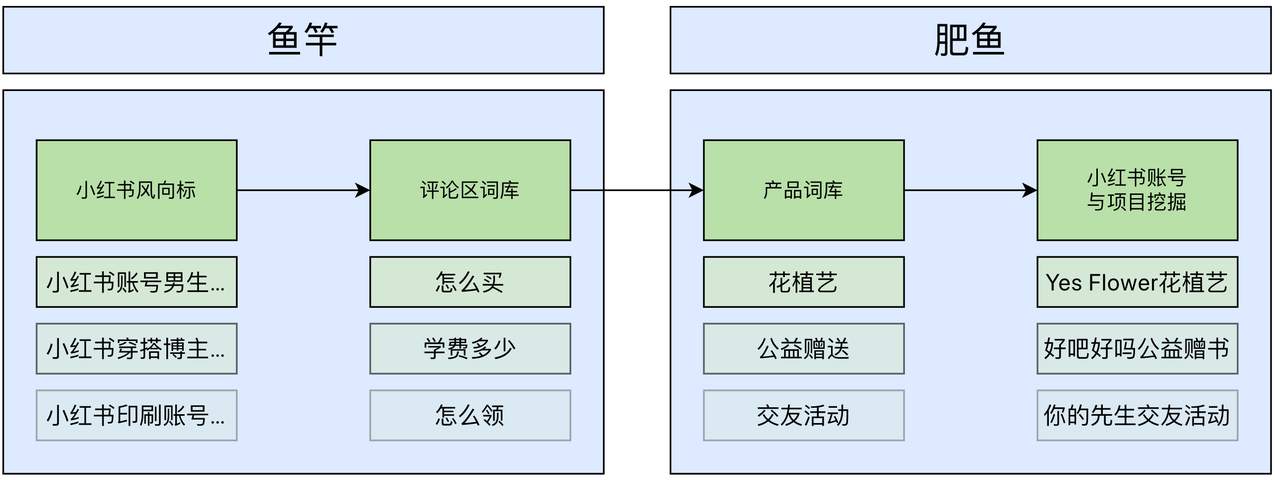 鱼竿
肥鱼
小红书风向标
评论区词库
产品词库
小红书账号
与项目挖掘
小红书账号男生...
怎么买
花植艺
Yes Flower花植艺
小红书穿搭博主...
学费多少
公益赠送
好吧好吗公益赠书
小红书印刷账号...
怎么领
交友活动
你的先生交友活动